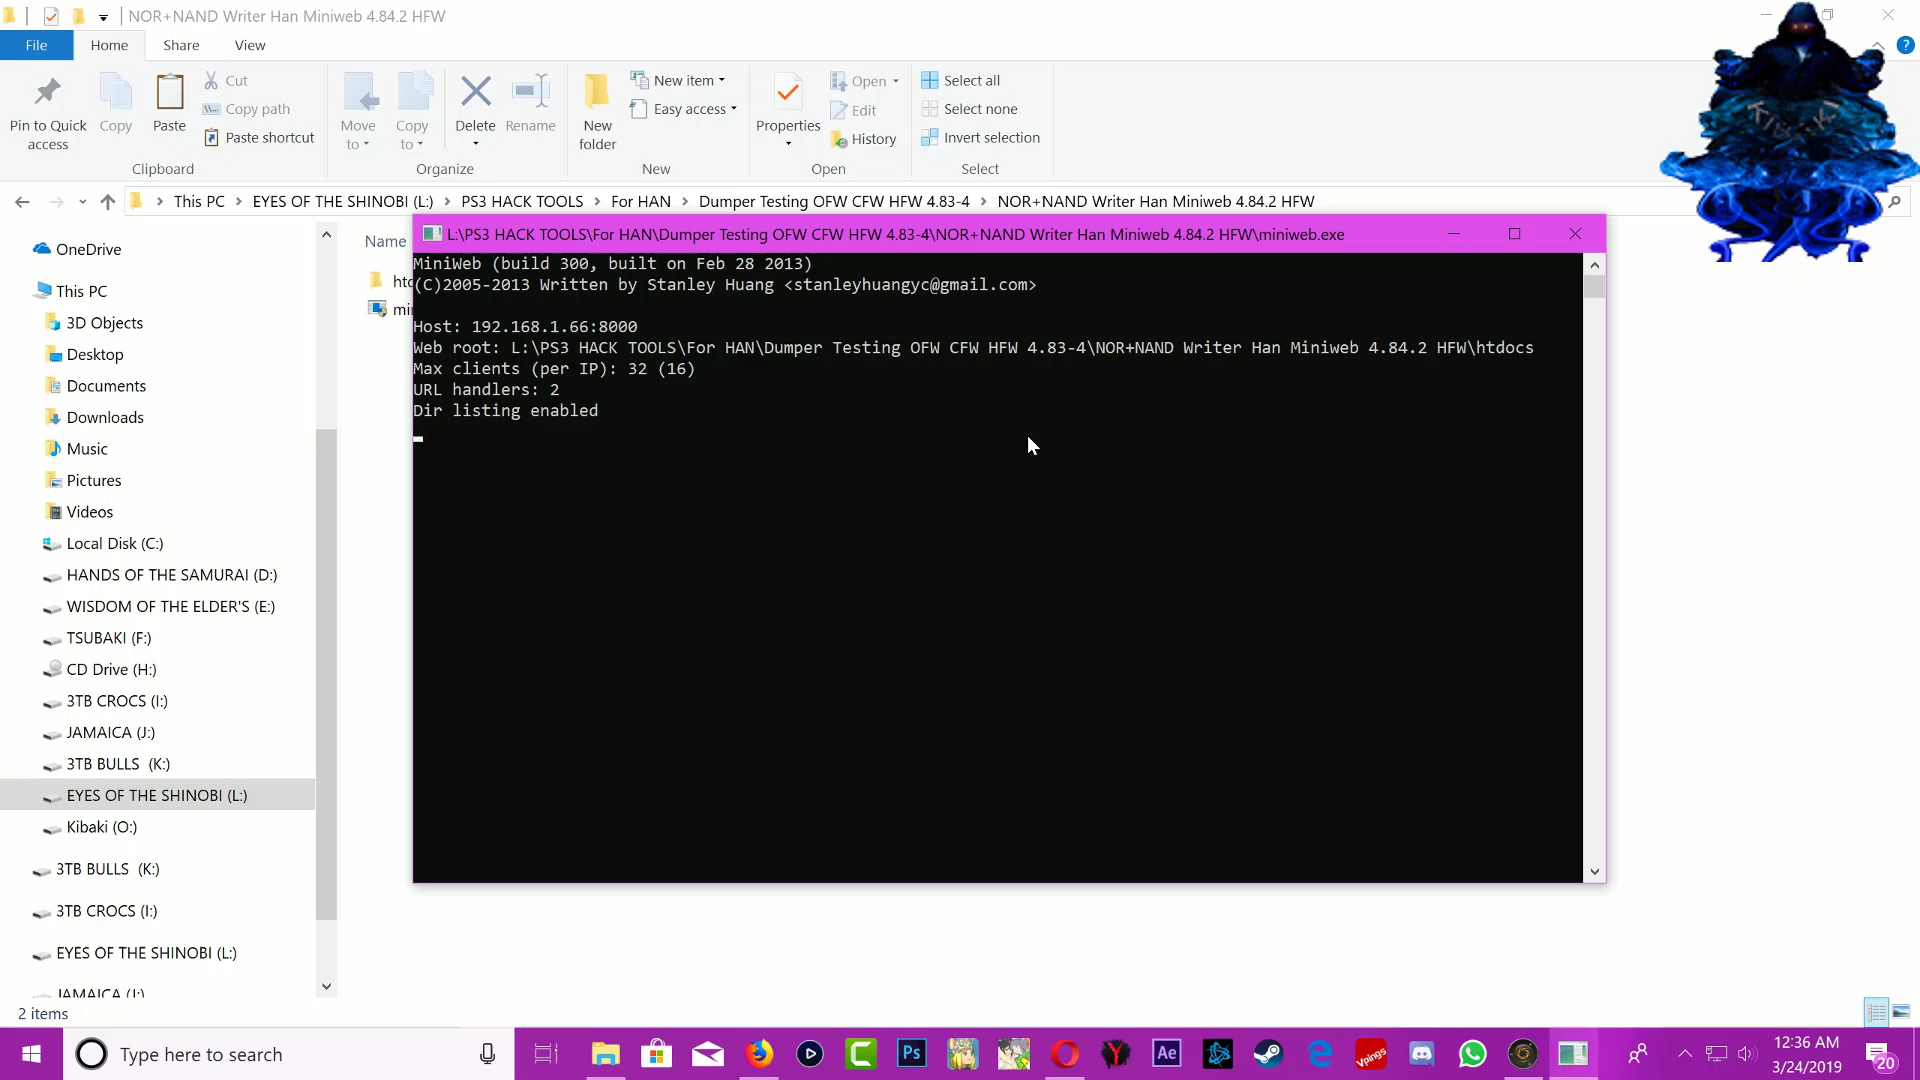 NOR+NAND Writer Han Miniweb 4.84.2 HFW
File
Home
Share
View
Pin to Quick access
Copy
Paste
Cut
Copy path
Paste shortcut
Clipboard
Move to
Copy to
Delete
Rename
Organize
New folder
New item
Easy access
New
Properties
Open
Edit
History
Open
Select all
Select none
Invert selection
Select
This PC
EYES OF THE SHINOBI (L:)
PS3 HACK TOOLS
For HAN
Dumper Testing OFW CFW HFW 4.83-4
NOR+NAND Writer Han Miniweb 4.84.2 HFW
OneDrive
This PC
3D Objects
Desktop
Documents
Downloads
Music
Pictures
Videos
Local Disk (C:)
HANDS OF THE SAMURAI (D:)
WISDOM OF THE ELDER'S (E:)
TSUBAKI (F:)
CD Drive (H:)
3TB CROCS (I:)
JAMAICA (J:)
3TB BULLS  (K:)
EYES OF THE SHINOBI (L:)
Kibaki (O:)
3TB BULLS  (K:)
3TB CROCS (I:)
EYES OF THE SHINOBI (L:)
JAMAICA (J:)
Name
L:\PS3 HACK TOOLS\For HAN\Dumper Testing OFW CFW HFW 4.83-4\NOR+NAND Writer Han Miniweb 4.84.2 HFW\miniweb.exe
MiniWeb (build 300, built on Feb 28 2013)
(C)2005-2013 Written by Stanley Huang <stanleyhuangyc@gmail.com>
Host: 192.168.1.66:8000
Web root: L:\PS3 HACK TOOLS\For HAN\Dumper Testing OFW CFW HFW 4.83-4\NOR+NAND Writer Han Miniweb 4.84.2 HFW\htdocs
Max clients (per IP): 32 (16)
URL handlers: 2
Dir listing enabled
2 items
Type here to search
Ps
Ae
Vpings
12:36 AM
3/24/2019
20